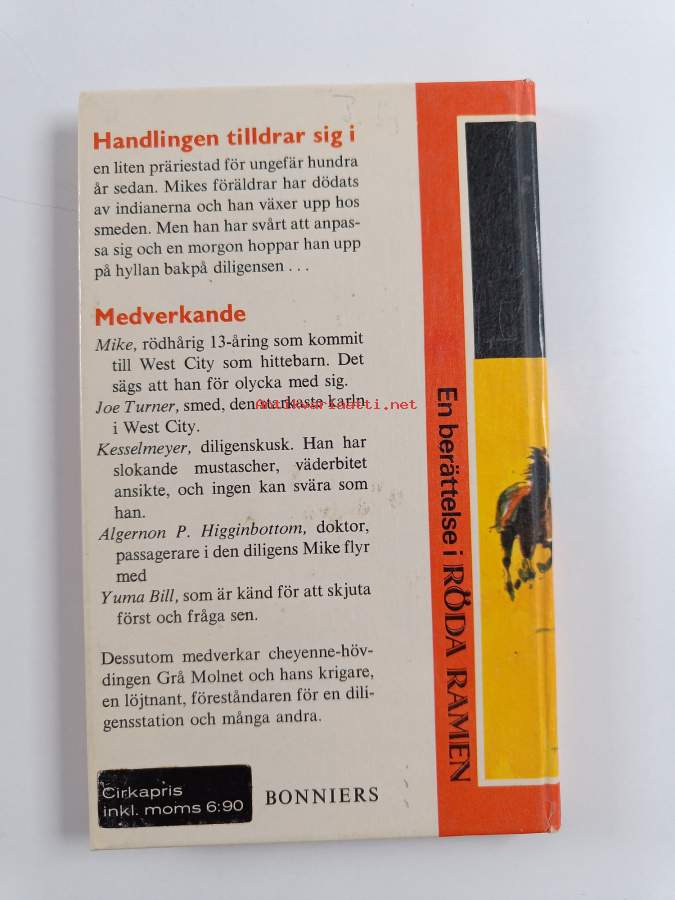 Handlingen tilldrar sig i
en liten präriestad för ungefär hundra
år sedan. Mikes föräldrar har dödats
av indianerna och han växer upp hos
smeden. Men han har svårt att anpas-
sa sig och en morgon hoppar han upp
på hyllan bakpå diligensen . . .
Medverkande
Mike, rödhårig 13-åring som kommit
till West City som hittebarn. Det
sägs att han för olycka med sig.
Joe Turner, smed, den starkaste karln
i West City.
Kesselmeyer, diligenskusk. Han har
slokande mustascher, väderbitet
ansikte, och ingen kan svära som
han.
Algernon P. Higginbottom, doktor,
passagerare i den diligens Mike flyr
med
Yuma Bill, som är känd för att skjuta
först och fråga sen.
Dessutom medverkar cheyenne-höv-
dingen Grå Molnet och hans krigare,
en löjtnant, föreståndaren för en dili-
gensstation och många andra.
Cirkapris
inkl. moms 6:90
BONNIERS
En berättelse i RÖDA RAMEN
Antikvariaatti.net